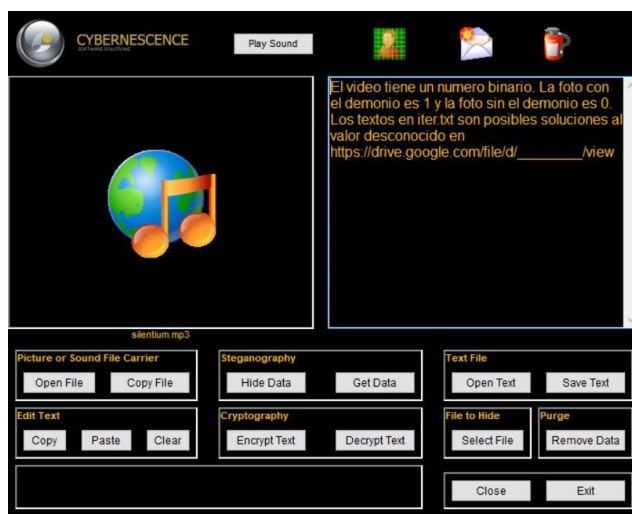 CYBERNESCENCE
SOFTWARE SOLUTIONS
Play Sound
El video tiene un numero binario. La foto con
el demonio es 1 y la foto sin el demonio es 0.
Los textos en iter.txt son posibles soluciones al
valor desconocido en
https://drive.google.com/file/d/_________/view
silentium.mp3
Picture or Sound File Carrier
Open File
Copy File
Steganography
Hide Data
Get Data
Text File
Open Text
Save Text
Edit Text
Copy
Paste
Clear
Cryptography
Encrypt Text
Decrypt Text
File to Hide
Select File
Purge
Remove Data
Close
Exit